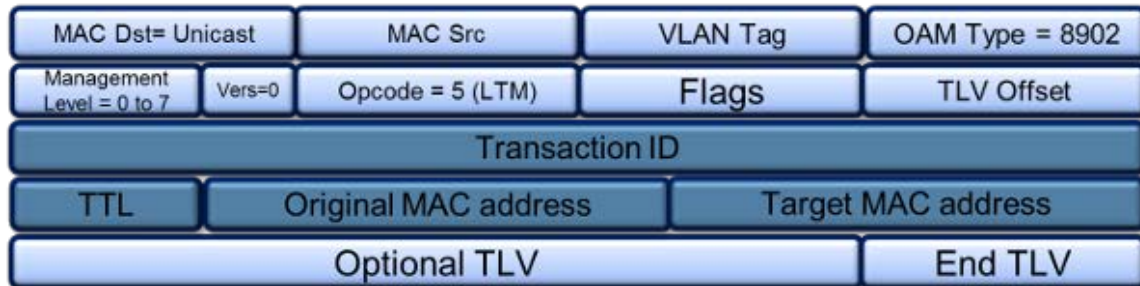 MAC Dst= Unicast MAC Src VLAN Tag OAM Type = 8902
Management
Level = 0 to 7 Vers=0 Opcode = 5 (LTM) Flags TLV Offset
Transaction ID
TTL Original MAC address Target MAC address
Optional TLV End TLV